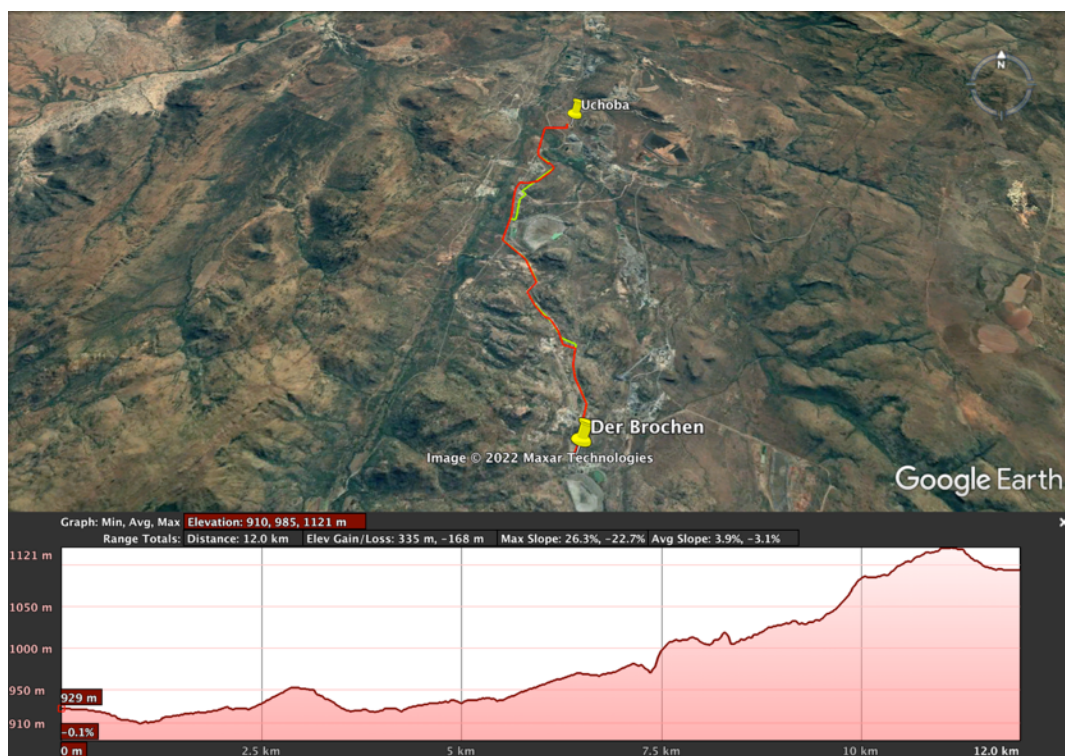 N
Uchoba
Der Brochen
Image © 2022 Maxar Technologies
Google Earth
Graph: Min, Avg, Max Elevation: 910, 985, 1121 m
Range Totals: Distance: 12.0 km Elev Gain/Loss: 335 m, -168 m Max Slope: 26.3%, -22.7% Avg Slope: 3.9%, -3.1%
1121 m
1050 m
1000 m
950 m
929 m
910 m
-0.1%
0 m 2.5 km 5 km 7.5 km 10 km 12.0 km